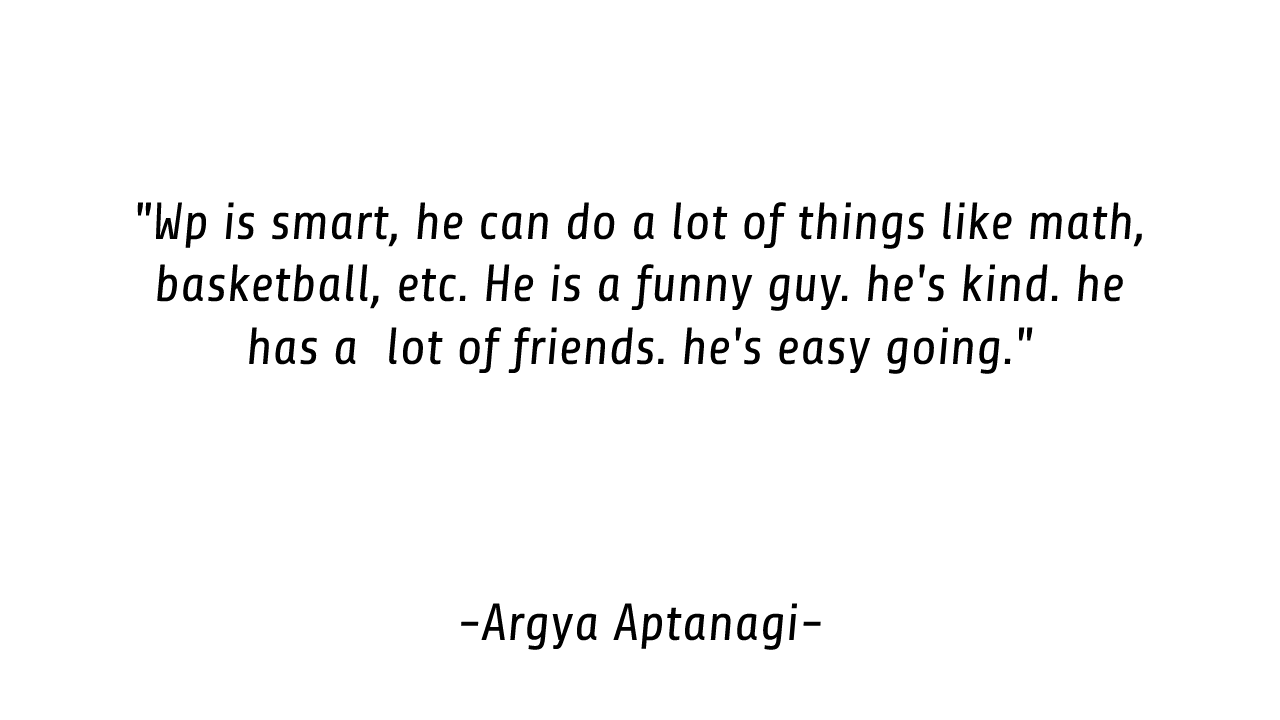 "Wp is smart, he can do a lot of things like math,
basketball, etc. He is a funny guy. he's kind. he
has a  lot of friends. he's easy going."
-Argya Aptanagi-